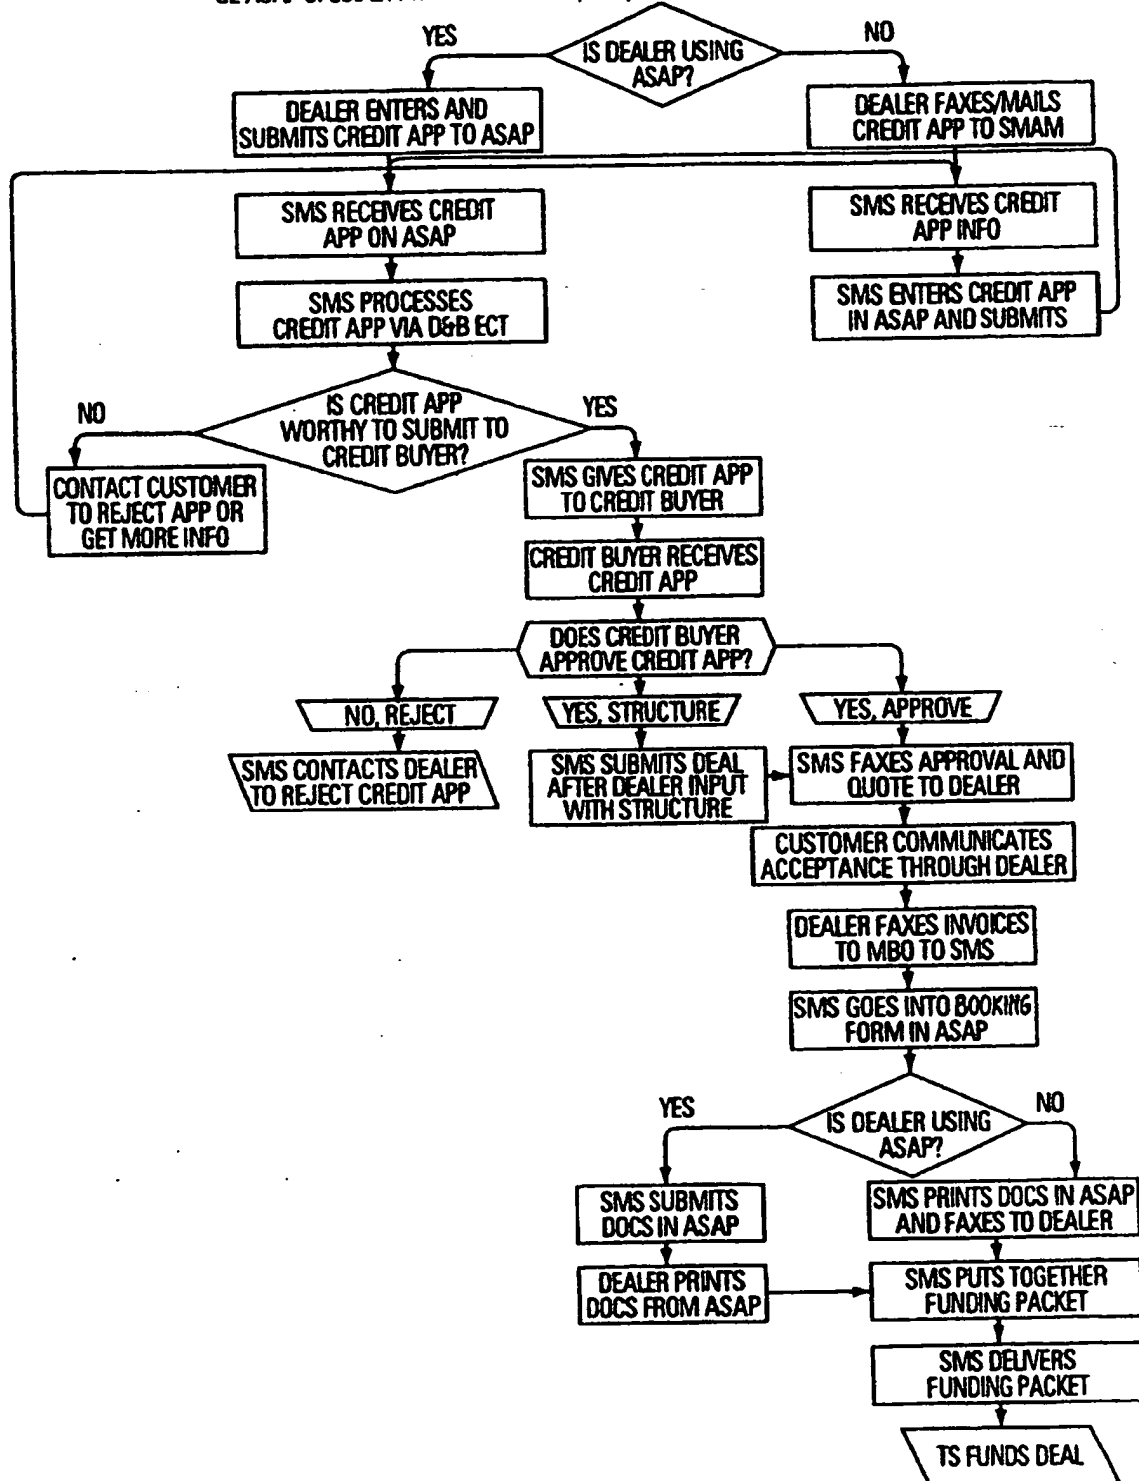 YES
IS DEALER USING
ASAP?
NO
DEALER ENTERS AND
SUBMITS CREDIT APP TO ASAP
DEALER FAXES/MAILS
CREDIT APP TO SMAM
SMS RECEIVES CREDIT
APP ON ASAP
SMS RECEIVES CREDIT
APP INFO
SMS PROCESSES
CREDIT APP VIA D&B ECT
SMS ENTERS CREDIT APP
IN ASAP AND SUBMITS
NO
IS CREDIT APP
WORTHY TO SUBMIT TO
CREDIT BUYER?
YES
CONTACT CUSTOMER
TO REJECT APP OR
GET MORE INFO
SMS GIVES CREDIT APP
TO CREDIT BUYER
CREDIT BUYER RECEIVES
CREDIT APP
DOES CREDIT BUYER
APPROVE CREDIT APP?
NO, REJECT
YES, STRUCTURE
YES, APPROVE
SMS CONTACTS DEALER
TO REJECT CREDIT APP
SMS SUBMITS DEAL
AFTER DEALER INPUT
WITH STRUCTURE
SMS FAXES APPROVAL AND
QUOTE TO DEALER
CUSTOMER COMMUNICATES
ACCEPTANCE THROUGH DEALER
DEALER FAXES INVOICES
TO MBO TO SMS
SMS GOES INTO BOOKING
FORM IN ASAP
YES
IS DEALER USING
ASAP?
NO
SMS SUBMITS
DOCS IN ASAP
SMS PRINTS DOCS IN ASAP
AND FAXES TO DEALER
DEALER PRINTS
DOCS FROM ASAP
SMS PUTS TOGETHER
FUNDING PACKET
SMS DELIVERS
FUNDING PACKET
TS FUNDS DEAL